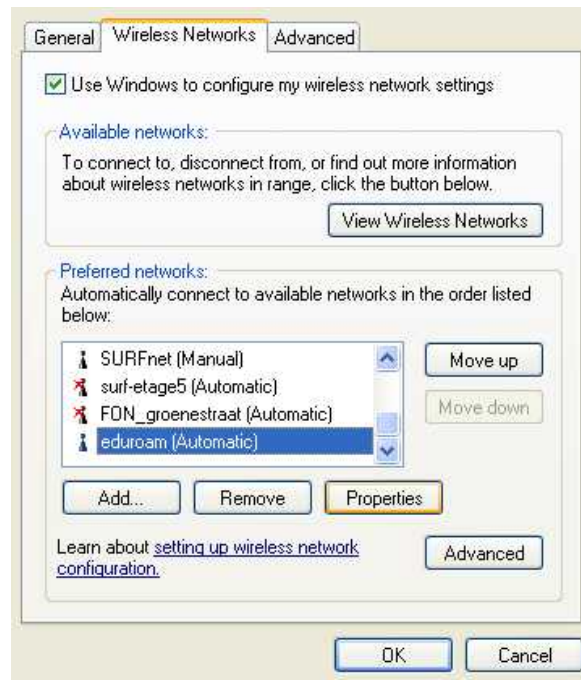 General Wireless Networks Advanced
Use Windows to configure my wireless network settings
Available networks:
To connect to, disconnect from, or find out more information
about wireless networks in range, click the button below.
View Wireless Networks
Preferred networks:
Automatically connect to available networks in the order listed
below:
SURFnet (Manual)
surf-etage5 (Automatic)
FON_groenestraat (Automatic)
eduroam (Automatic)
Move up
Move down
Add... Remove Properties
Learn about setting up wireless network
configuration.
Advanced
OK Cancel